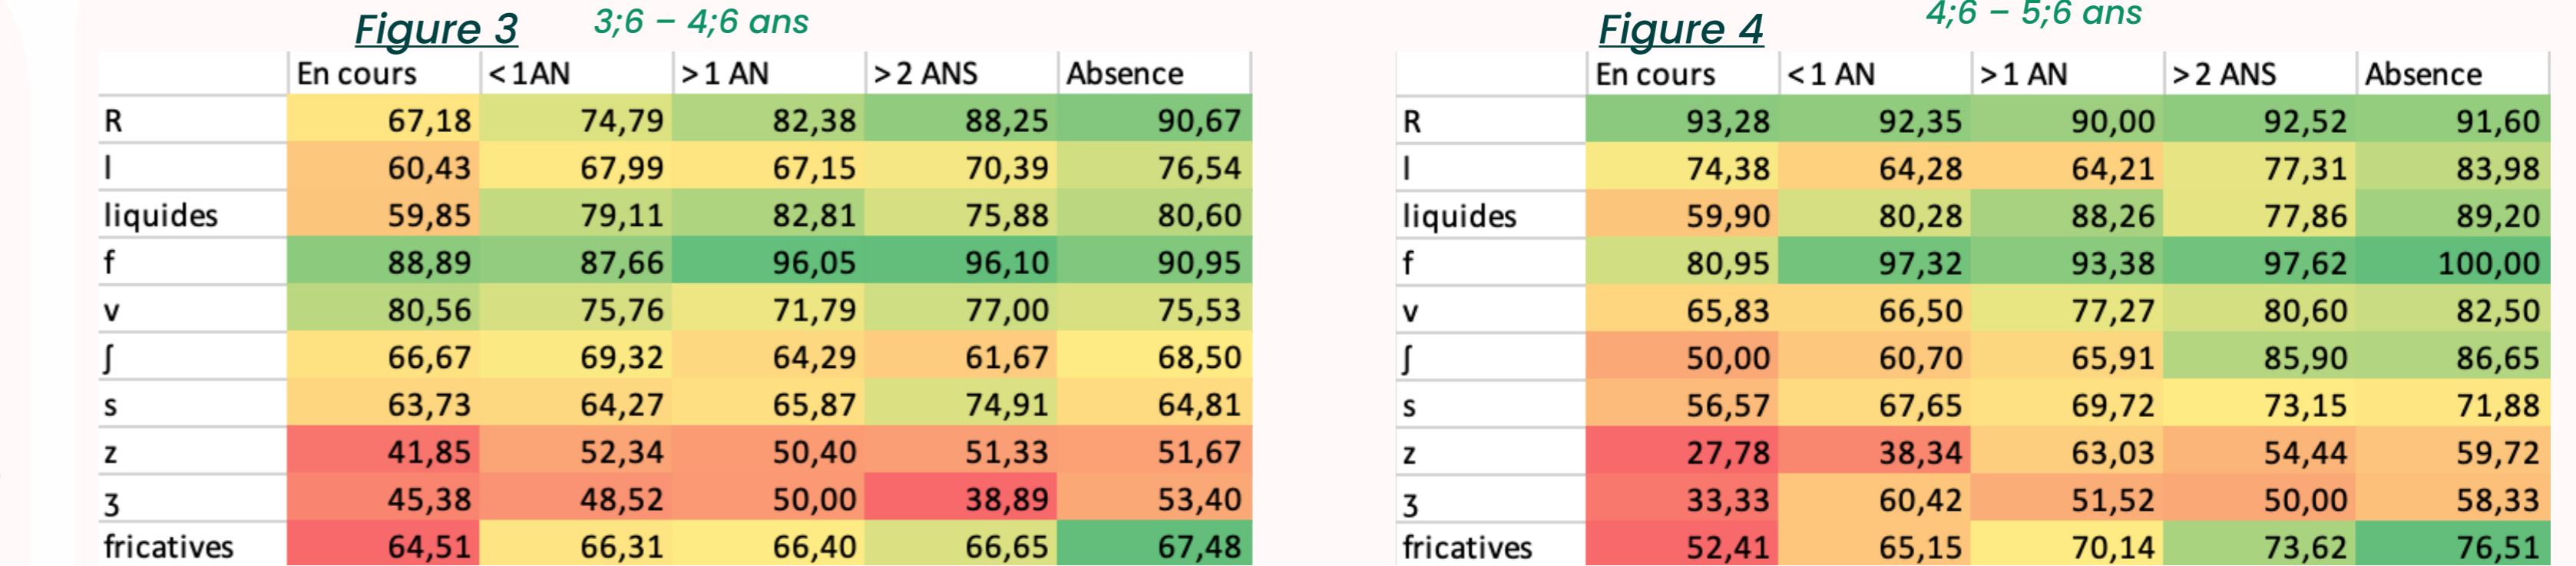 Figure 3 3;6 – 4;6 ans
En cours < 1AN > 1 AN > 2 ANS Absence
R 67,18 74,79 82,38 88,25 90,67
l 60,43 67,99 67,15 70,39 76,54
liquides 59,85 79,11 82,81 75,88 80,60
f 88,89 87,66 96,05 96,10 90,95
v 80,56 75,76 71,79 77,00 75,53
ʃ 66,67 69,32 64,29 61,67 68,50
s 63,73 64,27 65,87 74,91 64,81
z 41,85 52,34 50,40 51,33 51,67
ʒ 45,38 48,52 50,00 38,89 53,40
fricatives 64,51 66,31 66,40 66,65 67,48
Figure 4 4;6 – 5;6 ans
En cours < 1 AN > 1 AN > 2 ANS Absence
R 93,28 92,35 90,00 92,52 91,60
l 74,38 64,28 64,21 77,31 83,98
liquides 59,90 80,28 88,26 77,86 89,20
f 80,95 97,32 93,38 97,62 100,00
v 65,83 66,50 77,27 80,60 82,50
ʃ 50,00 60,70 65,91 85,90 86,65
s 56,57 67,65 69,72 73,15 71,88
z 27,78 38,34 63,03 54,44 59,72
ʒ 33,33 60,42 51,52 50,00 58,33
fricatives 52,41 65,15 70,14 73,62 76,51